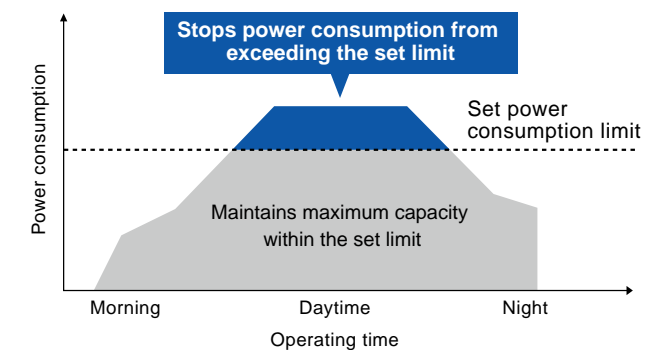 Stops power consumption from
exceeding the set limit
Set power
consumption limit
Power consumption
Maintains maximum capacity
within the set limit
Morning
Daytime
Night
Operating time